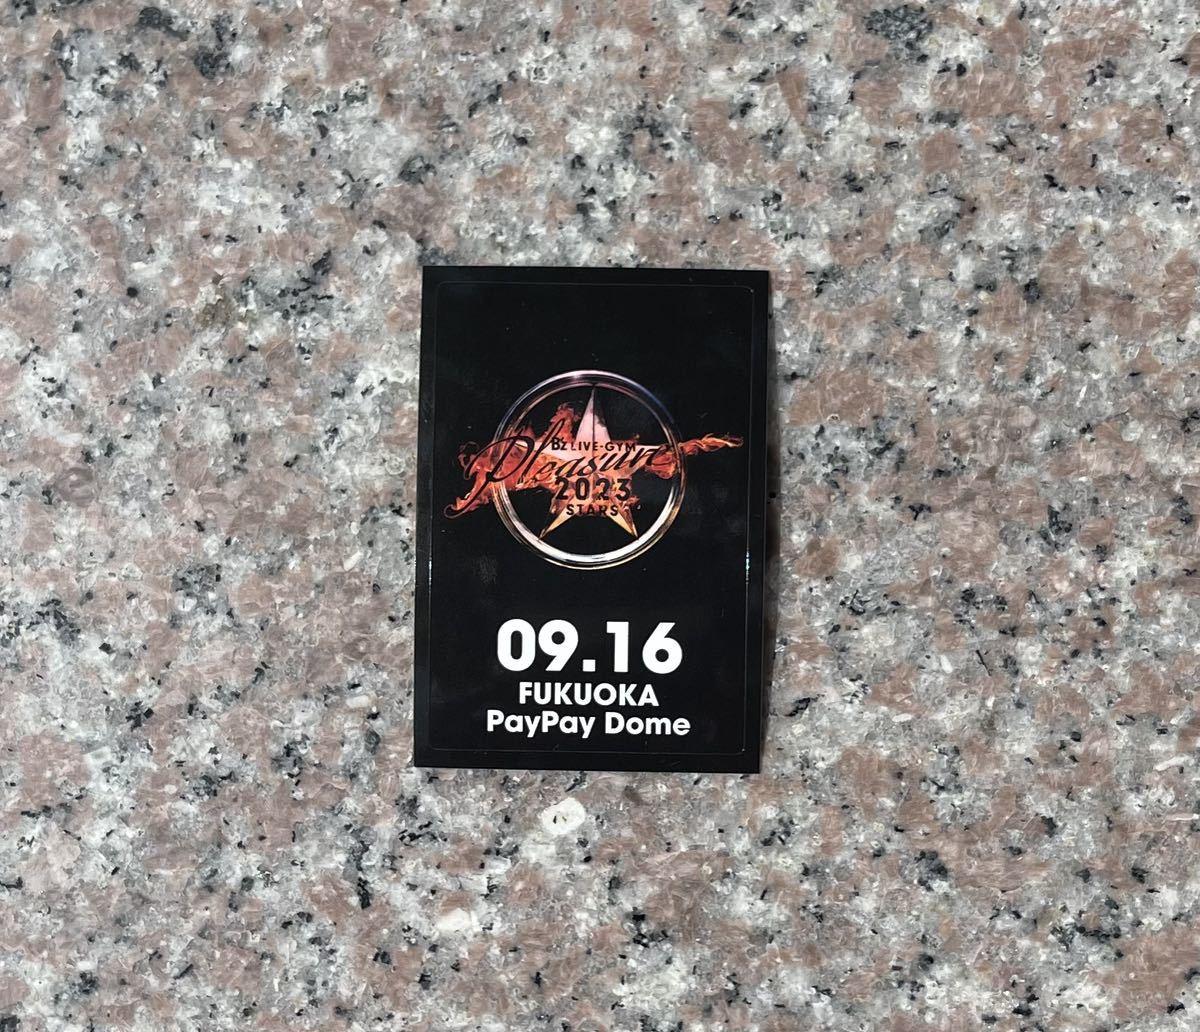 B'z LIVE-GYM
Pleasure
2023
STARS
09.16
FUKUOKA
PayPay Dome